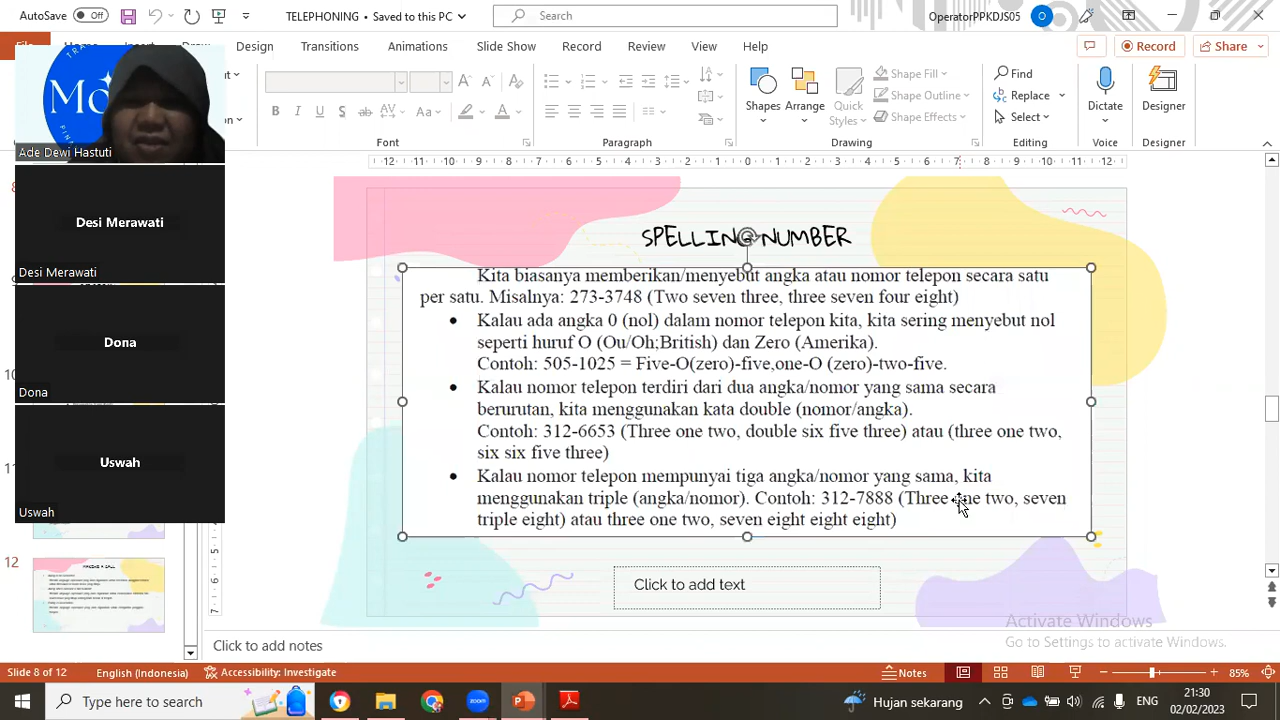 AutoSave Off
TELEPHONING • Saved to this PC
Search
OperatorPPKDJS05
O
File Home Insert Draw Design Transitions Animations Slide Show Record Review View Help
Record
Share
Shapes Arrange Quick Styles
Shape Fill
Shape Outline
Shape Effects
Find
Replace
Select
Dictate
Designer
Font Paragraph Drawing Editing Voice Designer
Ade Dewi Hastuti
Desi Merawati
Desi Merawati
Dona
Dona
Uswah
Uswah
SPELLING NUMBER
Kita biasanya memberikan/menyebut angka atau nomor telepon secara satu
per satu. Misalnya: 273-3748 (Two seven three, three seven four eight)
• Kalau ada angka 0 (nol) dalam nomor telepon kita, kita sering menyebut nol
seperti huruf O (Ou/Oh;British) dan Zero (Amerika).
Contoh: 505-1025 = Five-O(zero)-five,one-O (zero)-two-five.
• Kalau nomor telepon terdiri dari dua angka/nomor yang sama secara
berurutan, kita menggunakan kata double (nomor/angka).
Contoh: 312-6653 (Three one two, double six five three) atau (three one two,
six six five three)
• Kalau nomor telepon mempunyai tiga angka/nomor yang sama, kita
menggunakan triple (angka/nomor). Contoh: 312-7888 (Three one two, seven
triple eight) atau three one two, seven eight eight eight)
Click to add text
12
Activate Windows
Go to Settings to activate Windows.
Click to add notes
Slide 8 of 12
English (Indonesia)
Accessibility: Investigate
Notes
85%
Type here to search
Hujan sekarang
ENG
21:30
02/02/2023